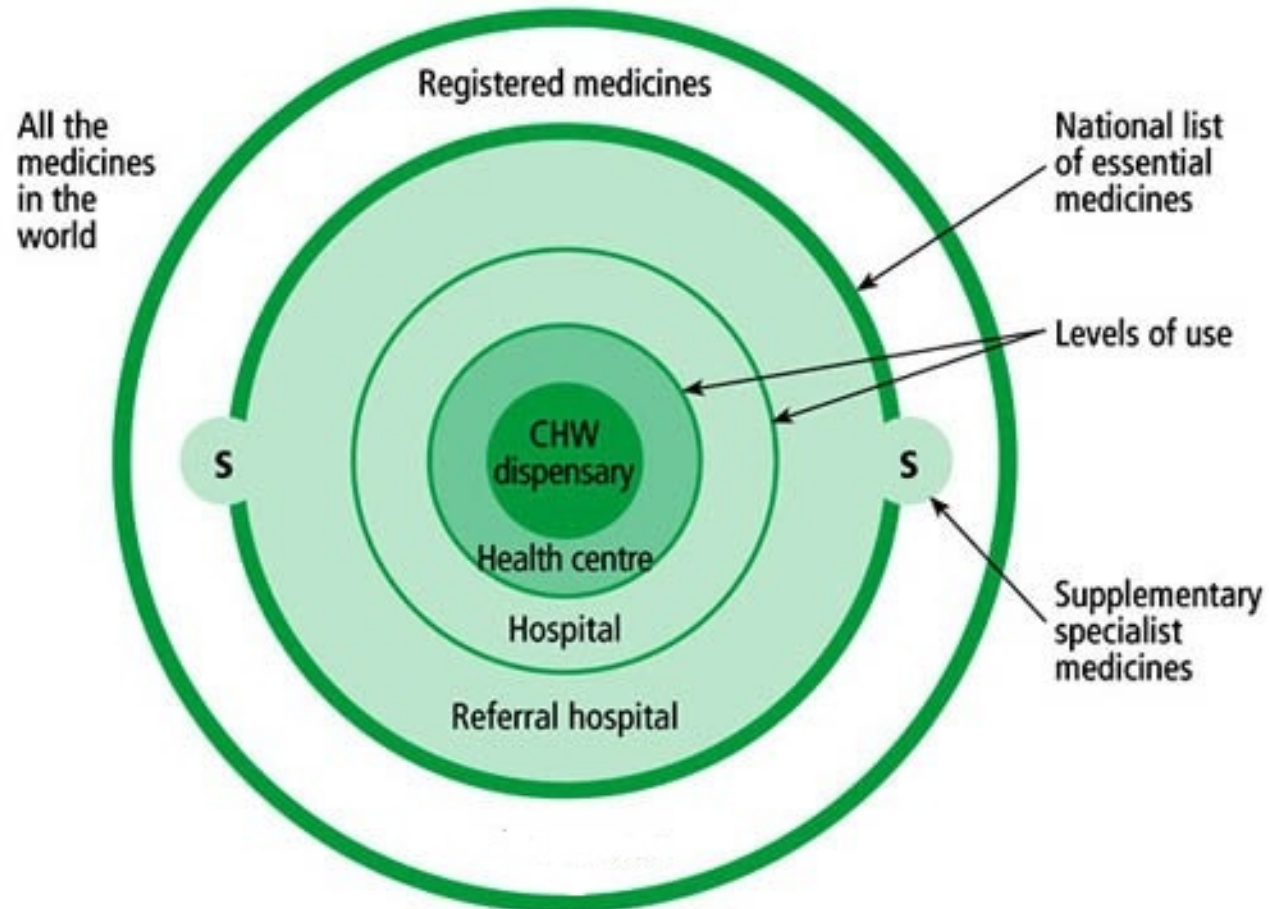 Registered medicines
All the
medicines
in the
world
National list
of essential
medicines
Levels of use
CHW
dispensary
S
S
Health centre
Hospital
Supplementary
specialist
medicines
Referral hospital